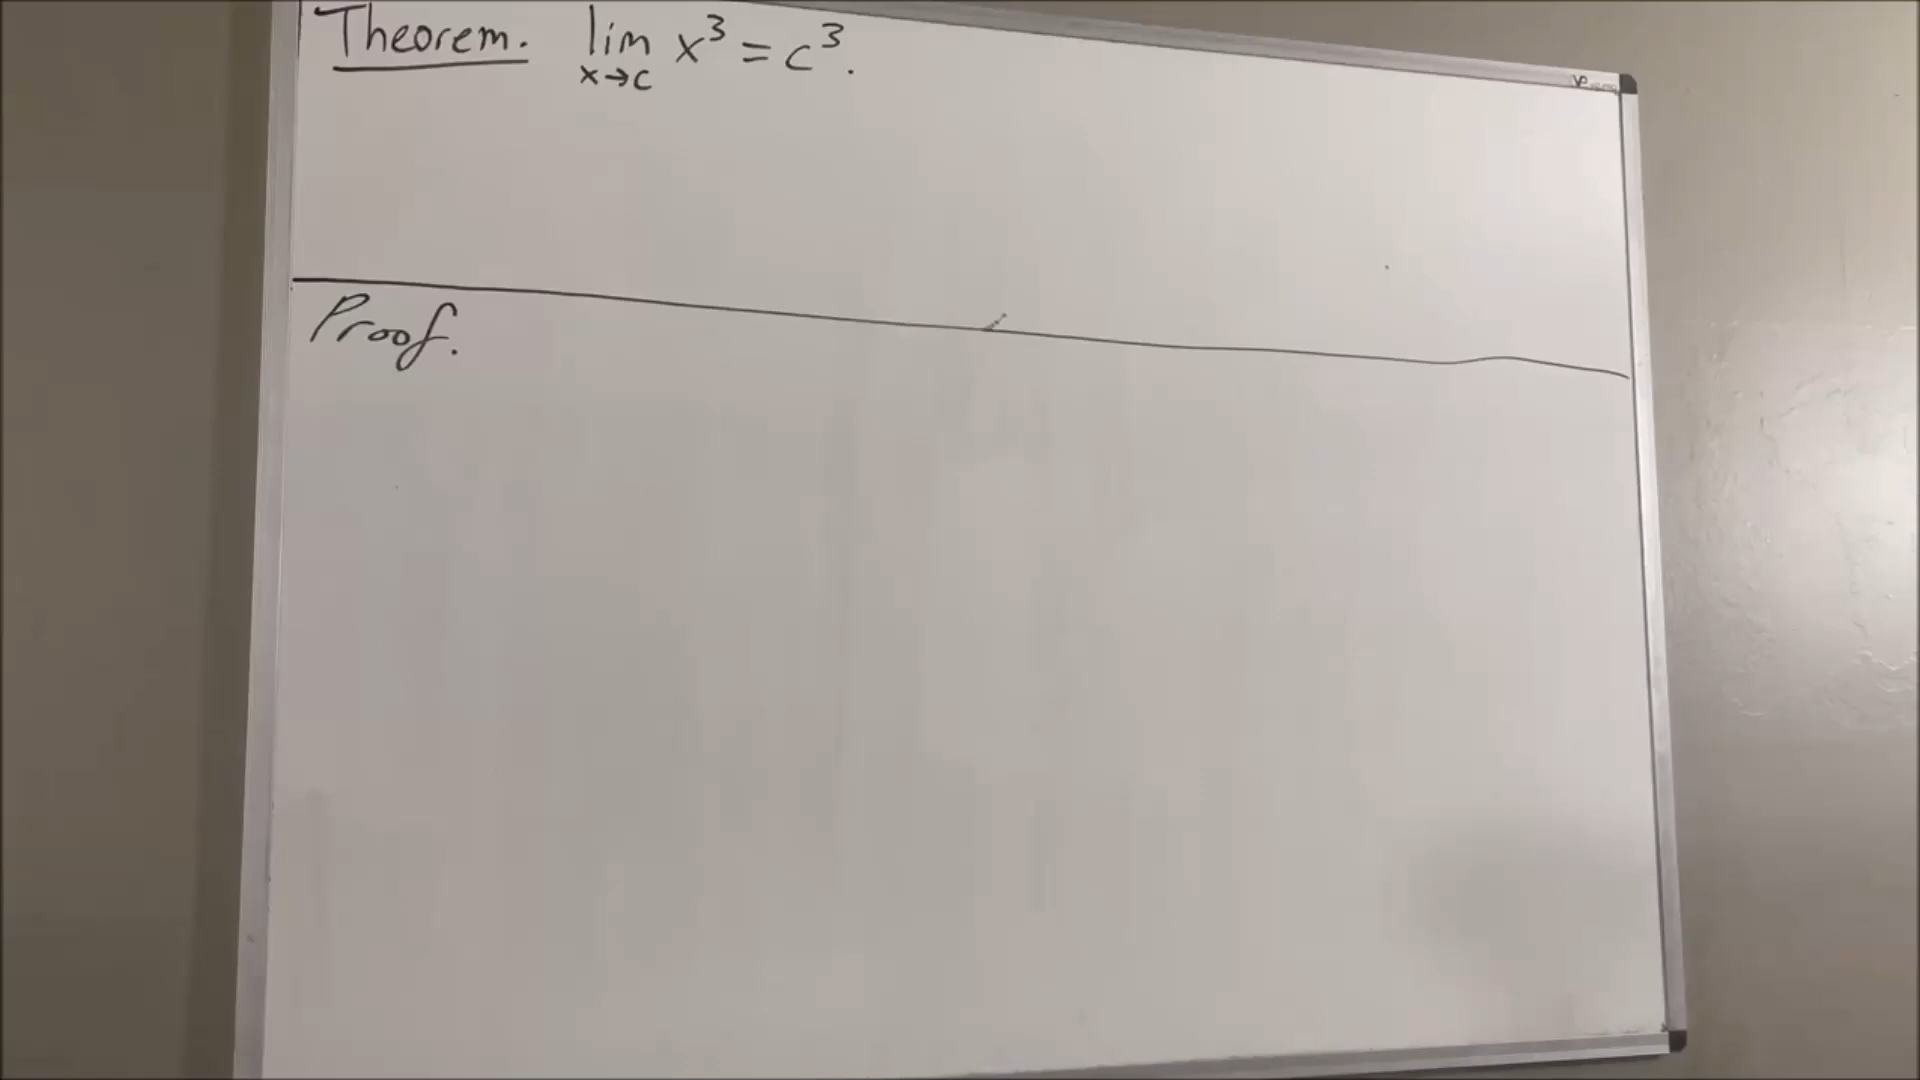 Theorem. lim x³ = c³.
x→c
Proof.